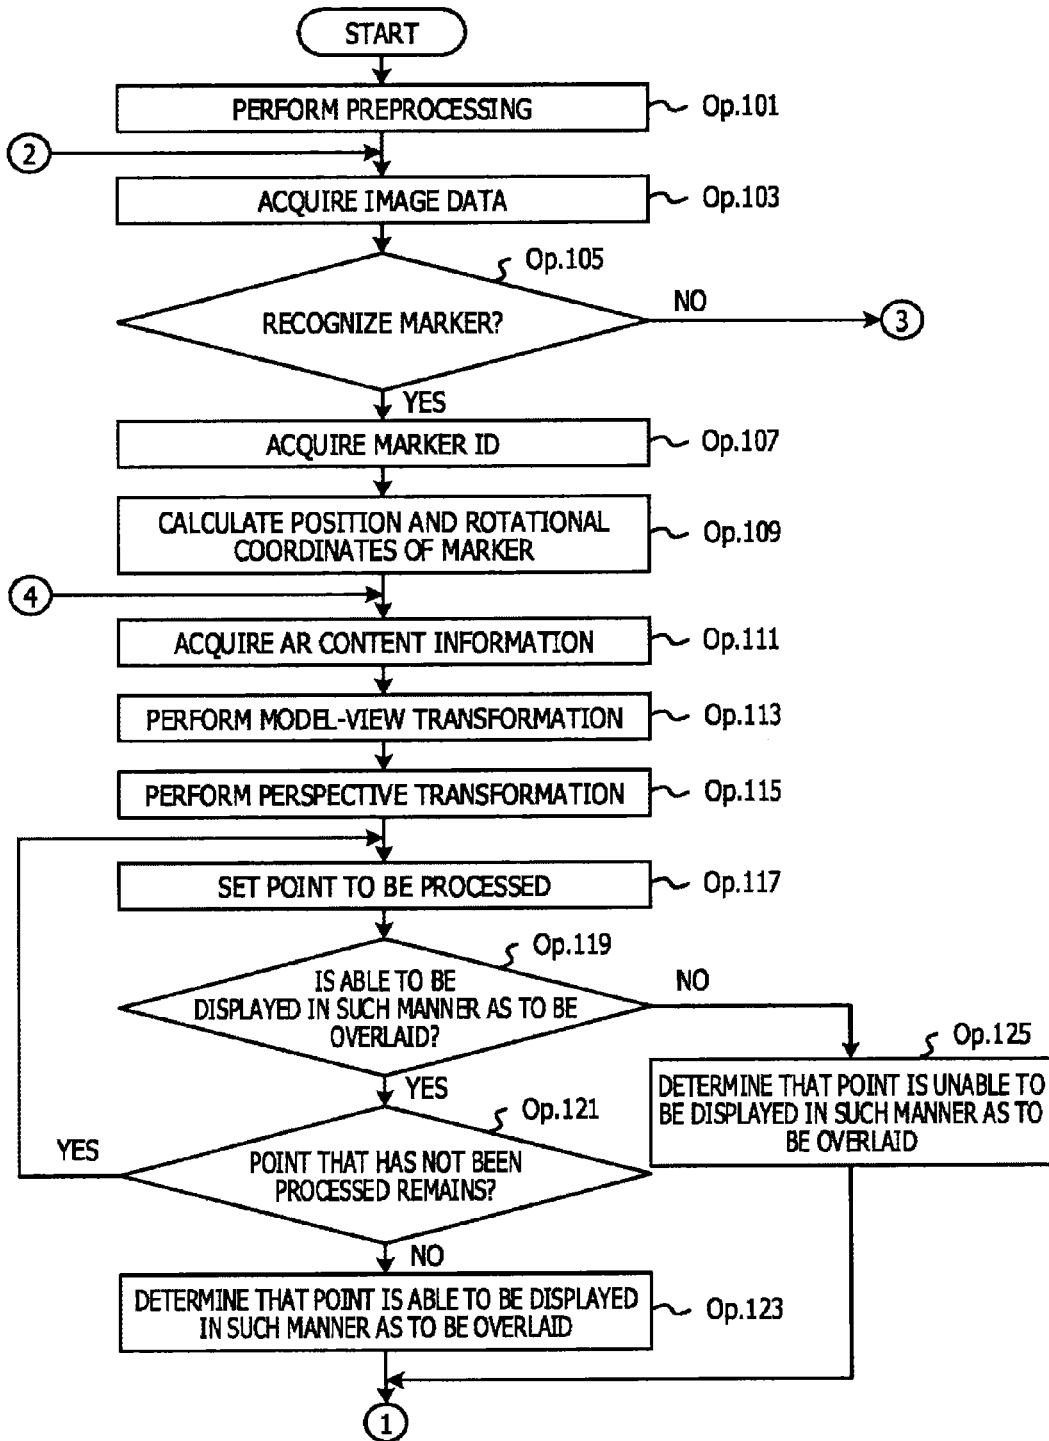 START
PERFORM PREPROCESSING
Op.101
2
ACQUIRE IMAGE DATA
Op.103
Op.105
RECOGNIZE MARKER?
NO
3
YES
ACQUIRE MARKER ID
Op.107
CALCULATE POSITION AND ROTATIONAL
COORDINATES OF MARKER
Op.109
4
ACQUIRE AR CONTENT INFORMATION
Op.111
PERFORM MODEL-VIEW TRANSFORMATION
Op.113
PERFORM PERSPECTIVE TRANSFORMATION
Op.115
SET POINT TO BE PROCESSED
Op.117
Op.119
IS ABLE TO BE
DISPLAYED IN SUCH MANNER AS TO BE
OVERLAID?
NO
YES
Op.125
DETERMINE THAT POINT IS UNABLE TO
BE DISPLAYED IN SUCH MANNER AS TO
BE OVERLAID
Op.121
YES
POINT THAT HAS NOT BEEN
PROCESSED REMAINS?
NO
DETERMINE THAT POINT IS ABLE TO BE DISPLAYED
IN SUCH MANNER AS TO BE OVERLAID
Op.123
1